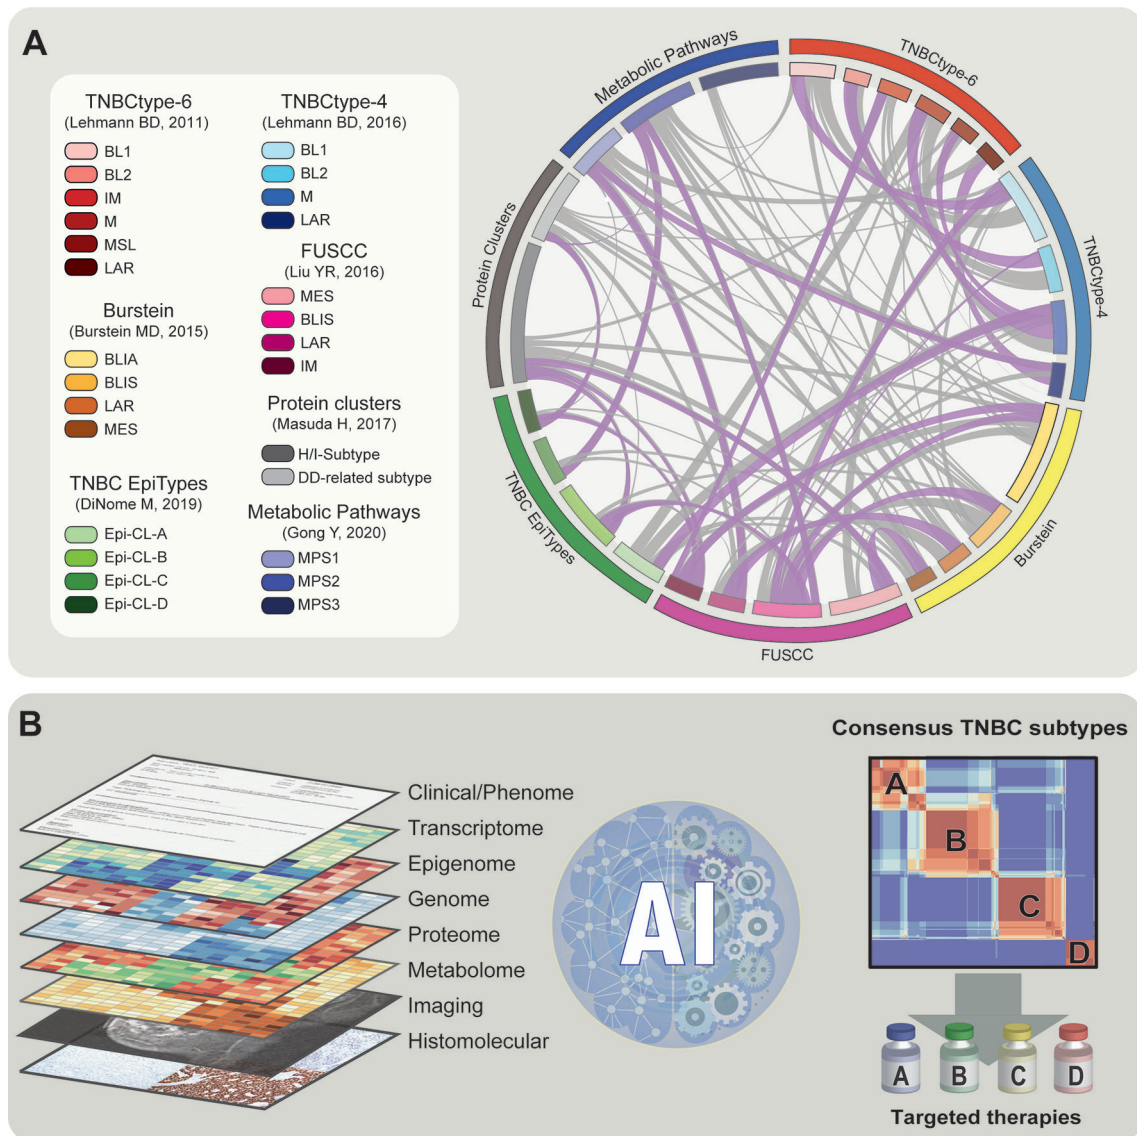 A
TNBCtype-6
(Lehmann BD, 2011)
BL1
BL2
IM
M
MSL
LAR
Burstein
(Burstein MD, 2015)
BLIA
BLIS
LAR
MES
TNBC EpiTypes
(DiNome M, 2019)
Epi-CL-A
Epi-CL-B
Epi-CL-C
Epi-CL-D
TNBCtype-4
(Lehmann BD, 2016)
BL1
BL2
M
LAR
FUSCC
(Liu YR, 2016)
MES
BLIS
LAR
IM
Protein clusters
(Masuda H, 2017)
H/I-Subtype
DD-related subtype
Metabolic Pathways
(Gong Y, 2020)
MPS1
MPS2
MPS3
Metabolic Pathways
TNBCtype-6
TNBCtype-4
Burstein
FUSCC
TNBC EpiTypes
Protein Clusters
B
Clinical/Phenome
Transcriptome
Epigenome
Genome
Proteome
Metabolome
Imaging
Histomolecular
AI
Consensus TNBC subtypes
A
B
C
D
A B C D
Targeted therapies